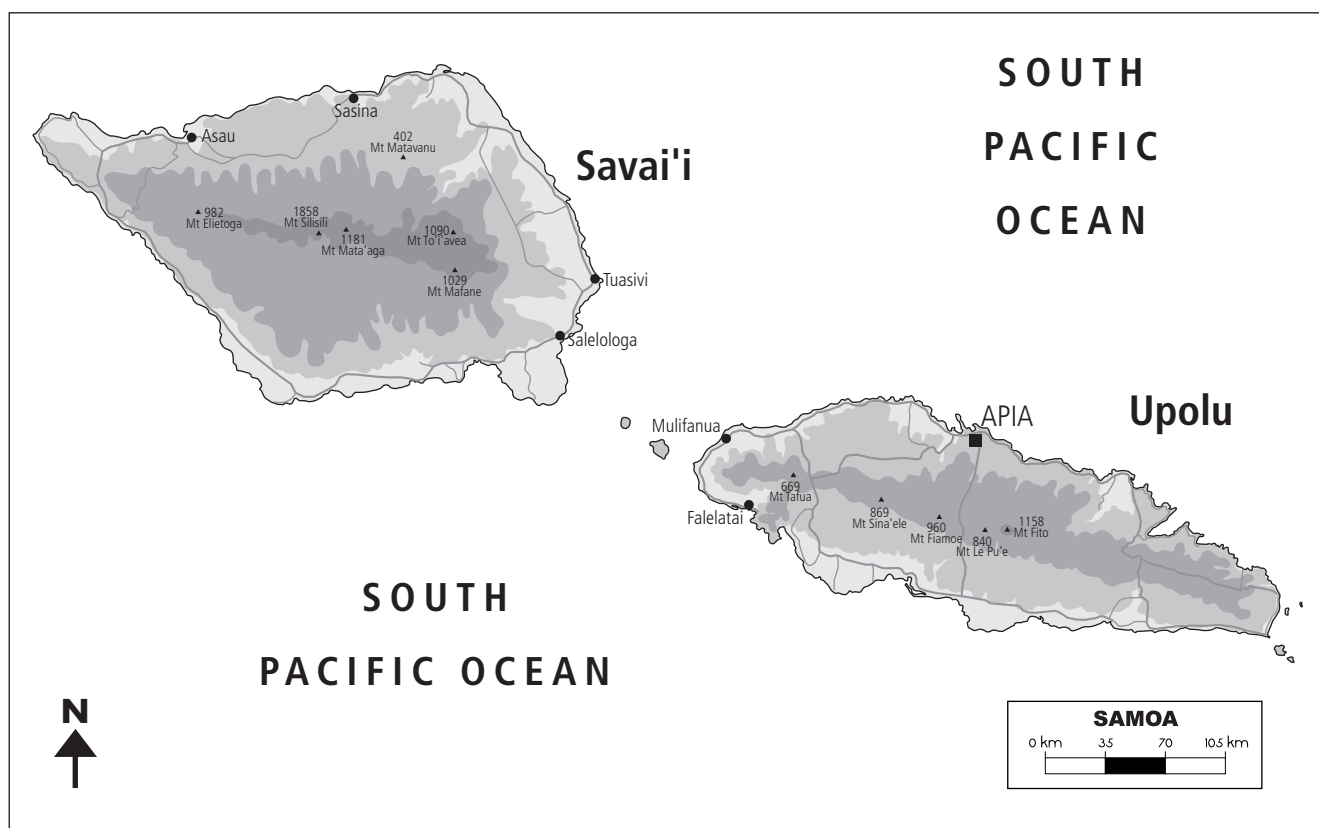 SOUTH
PACIFIC
OCEAN
Sasina
Asau
402
Mt Matavanu
Savai'i
982
Mt Elietoga
1858
Mt Silisili
1181
Mt Mata'aga
1090
Mt To'i'avea
1029
Mt Mafane
Tuasivi
Salelologa
Upolu
APIA
Mulifanua
669
Mt Tafua
Falelatai
869
Mt Sina'ele
960
Mt Fiamoe
840
Mt Le Pu'e
1158
Mt Fito
SOUTH
PACIFIC OCEAN
N
SAMOA
0 km 35 70 105 km